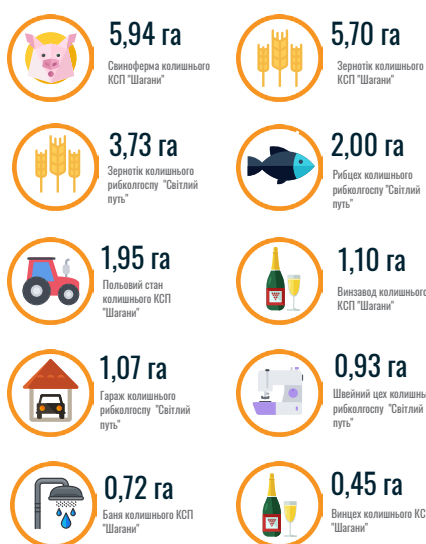 5,94 га
Свиноферма колишнього
КСП "Шагани"
5,70 га
Зернотік колишнього
КСП "Шагани"
3,73 га
Зернотік колишнього
рибколгоспу "Світлий
путь"
2,00 га
Рибцех колишнього
рибколгоспу "Світлий
путь"
1,95 га
Польовий стан
колишнього КСП
"Шагани"
1,10 га
Винзавод колишнього
КСП "Шагани"
1,07 га
Гараж колишнього
рибколгоспу "Світлий
путь"
0,93 га
Швейний цех колишнь
рибколгоспу "Світлий
путь"
0,72 га
Баня колишнього КСП
"Шагани"
0,45 га
Винцех колишнього КС
"Шагани"